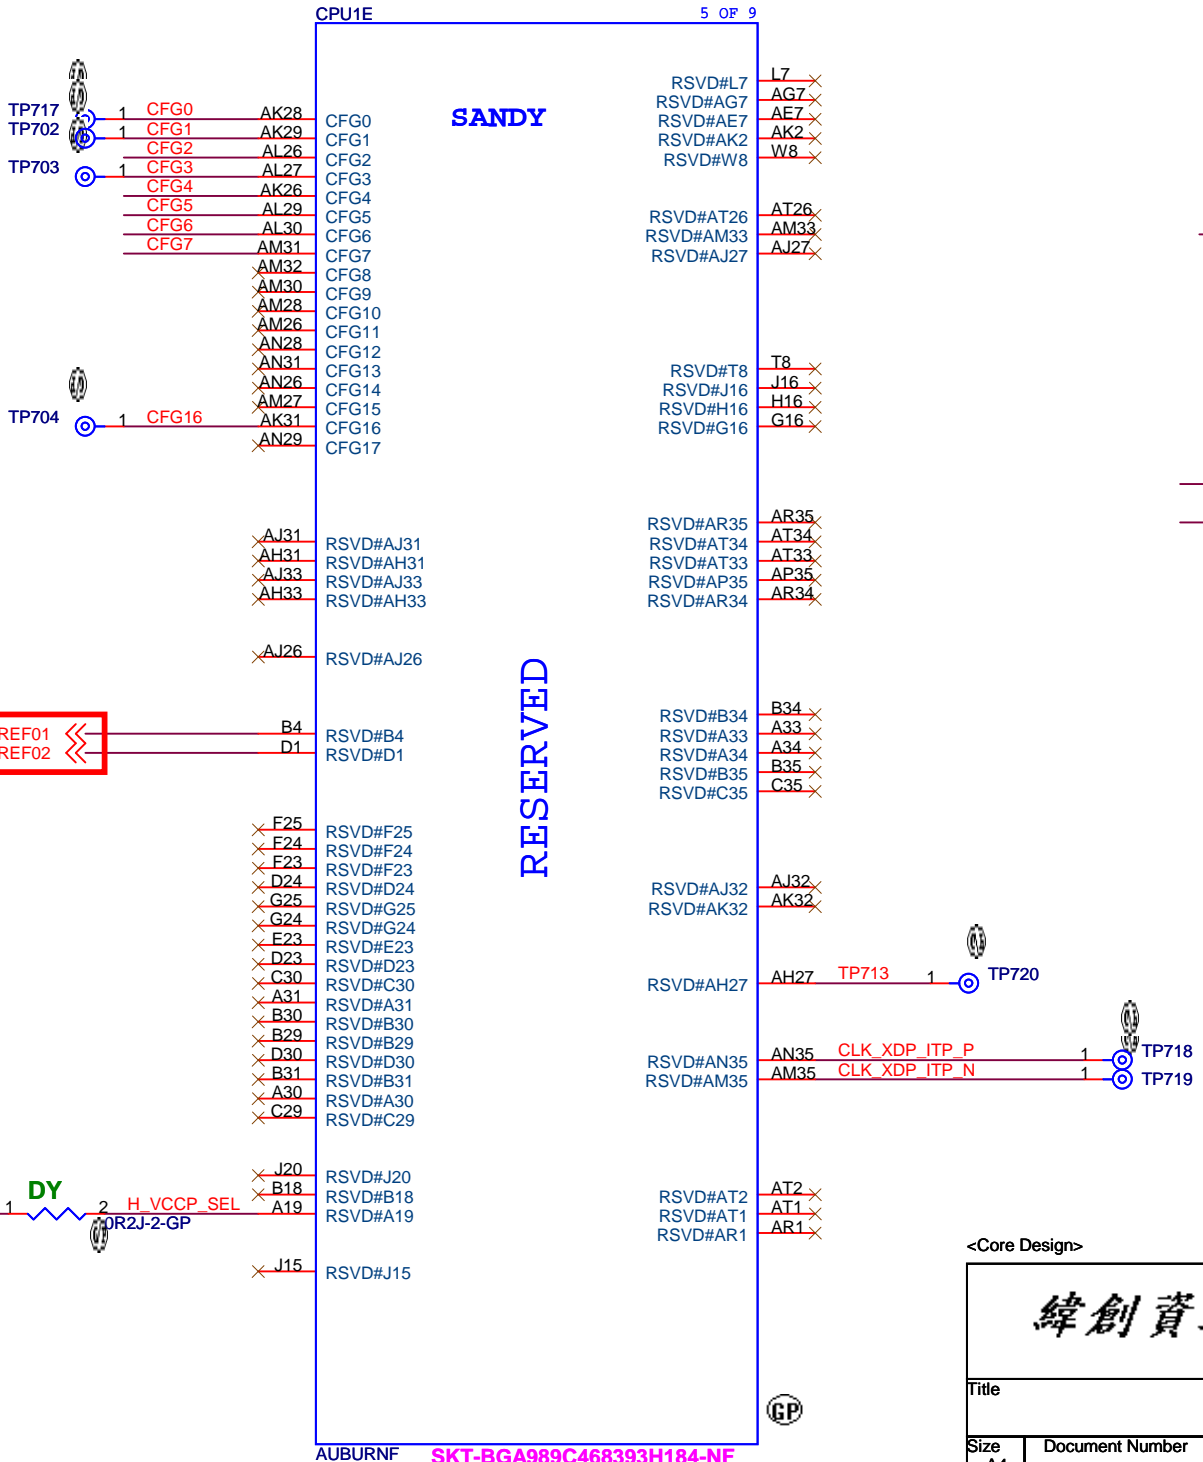 CPU1E
5 OF 9
SANDY
RESERVED
TP717 1 CFG0 AK28 CFG0
TP702 1 CFG1 AK29 CFG1
CFG2 AL26 CFG2
TP703 1 CFG3 AL27 CFG3
CFG4 AK26 CFG4
CFG5 AL29 CFG5
CFG6 AL30 CFG6
CFG7 AM31 CFG7
AM32 CFG8
AM30 CFG9
AM28 CFG10
AM26 CFG11
AN28 CFG12
AN31 CFG13
AN26 CFG14
AM27 CFG15
TP704 1 CFG16 AK31 CFG16
AN29 CFG17
AJ31 RSVD#AJ31
AH31 RSVD#AH31
AJ33 RSVD#AJ33
AH33 RSVD#AH33
AJ26 RSVD#AJ26
REF01 B4 RSVD#B4
REF02 D1 RSVD#D1
F25 RSVD#F25
F24 RSVD#F24
F23 RSVD#F23
D24 RSVD#D24
G25 RSVD#G25
G24 RSVD#G24
E23 RSVD#E23
D23 RSVD#D23
C30 RSVD#C30
A31 RSVD#A31
B30 RSVD#B30
B29 RSVD#B29
D30 RSVD#D30
B31 RSVD#B31
A30 RSVD#A30
C29 RSVD#C29
J20 RSVD#J20
B18 RSVD#B18
DY
1 2 H_VCCP_SEL A19 RSVD#A19
0R2J-2-GP
J15 RSVD#J15
RSVD#L7 L7
RSVD#AG7 AG7
RSVD#AE7 AE7
RSVD#AK2 AK2
RSVD#W8 W8
RSVD#AT26 AT26
RSVD#AM33 AM33
RSVD#AJ27 AJ27
RSVD#T8 T8
RSVD#J16 J16
RSVD#H16 H16
RSVD#G16 G16
RSVD#AR35 AR35
RSVD#AT34 AT34
RSVD#AT33 AT33
RSVD#AP35 AP35
RSVD#AR34 AR34
RSVD#B34 B34
RSVD#A33 A33
RSVD#A34 A34
RSVD#B35 B35
RSVD#C35 C35
RSVD#AJ32 AJ32
RSVD#AK32 AK32
RSVD#AH27 AH27 TP713 1 TP720
RSVD#AN35 AN35 CLK_XDP_ITP_P 1 TP718
RSVD#AM35 AM35 CLK_XDP_ITP_N 1 TP719
RSVD#AT2 AT2
RSVD#AT1 AT1
RSVD#AR1 AR1
GP
AUBURNF SKT-BGA989C468393H184-NF
<Core Design>
緯創資
Title
Size Document Number
A4